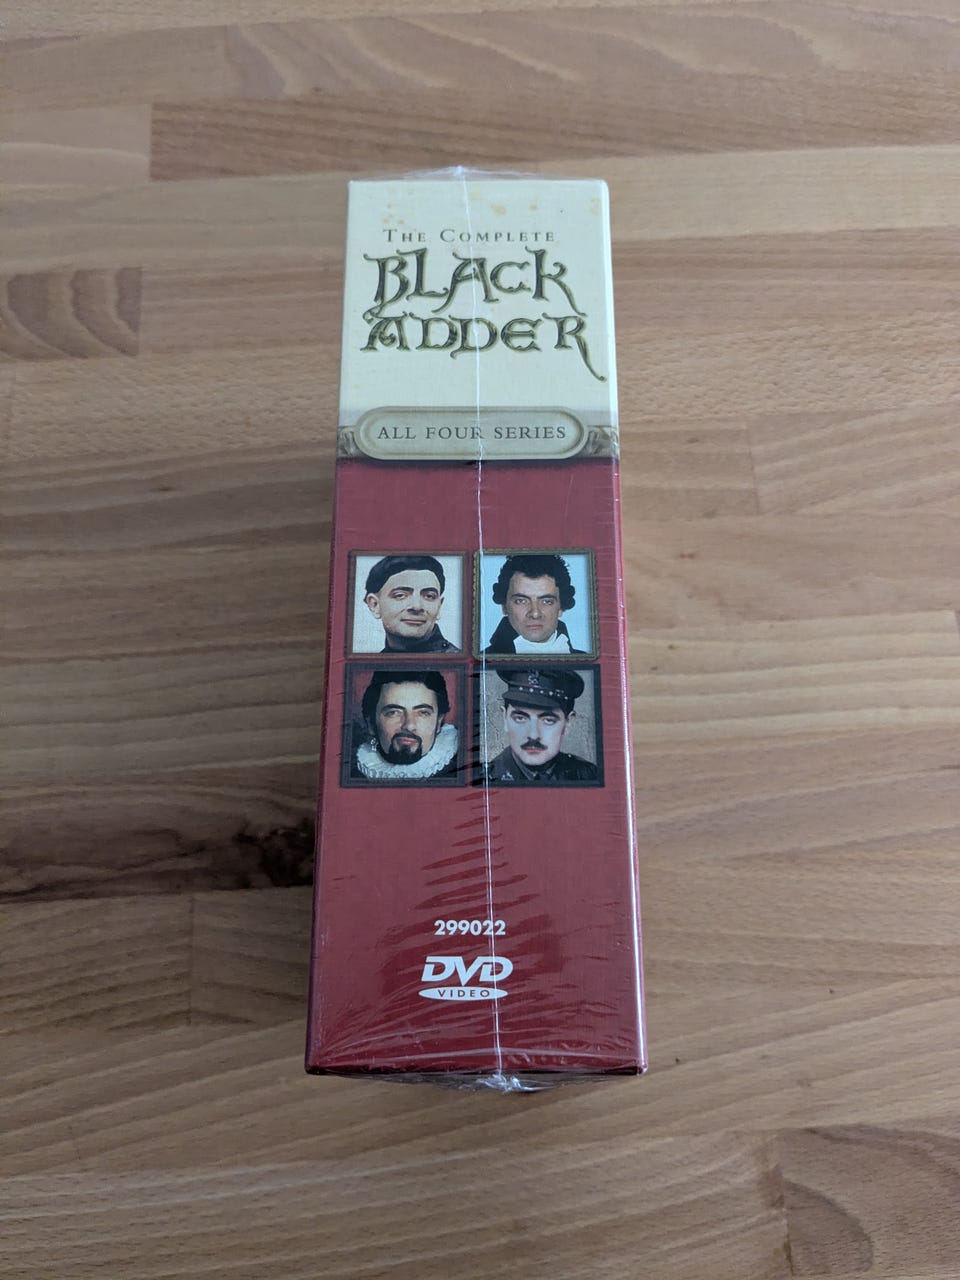 The Complete
BLACK
ADDER
ALL FOUR SERIES
299022
DVD
VIDEO